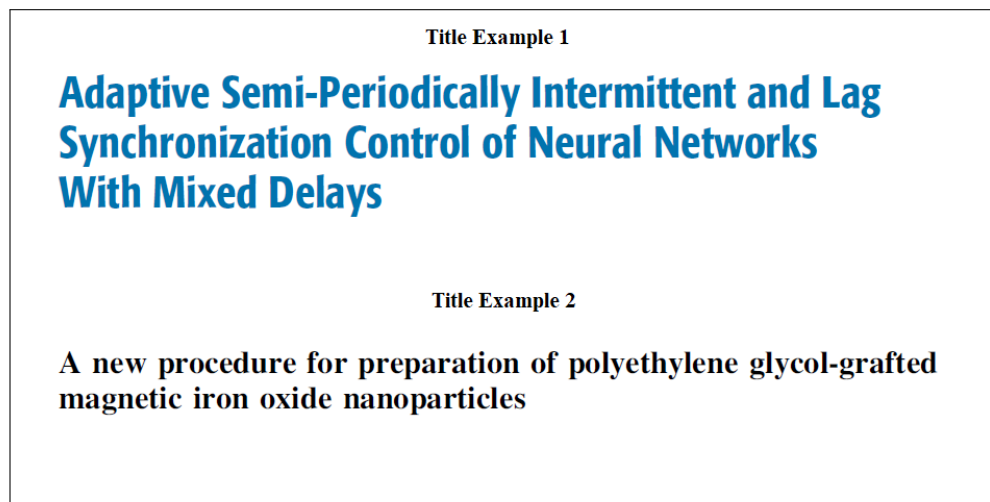 Title Example 1
Adaptive Semi-Periodically Intermittent and Lag
Synchronization Control of Neural Networks
With Mixed Delays
Title Example 2
A new procedure for preparation of polyethylene glycol-grafted
magnetic iron oxide nanoparticles